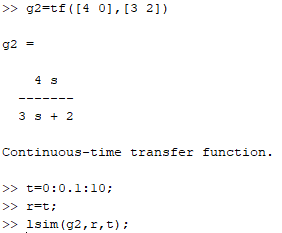 >> g2=tf([4 0],[3 2])
g2 =
4 s
-------
3 s + 2
Continuous-time transfer function.
>> t=0:0.1:10;
>> r=t;
>> lsim(g2,r,t);